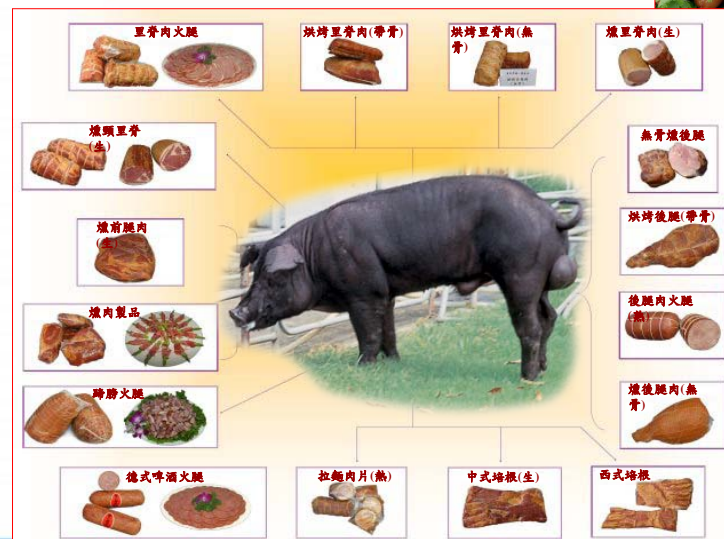 里脊肉火腿
烘烤里脊肉(帶骨)
烘烤里脊肉(無
骨)
燻里脊肉(生)
燻頸里脊
(生)
無骨燻後腿
燻前腿肉
(生)
烘烤後腿(帶骨)
燻肉製品
後腿肉火腿
(熟)
蹄膀火腿
燻後腿肉(無
骨)
德式啤酒火腿
拉麵肉片(熟)
中式培根(生)
西式培根